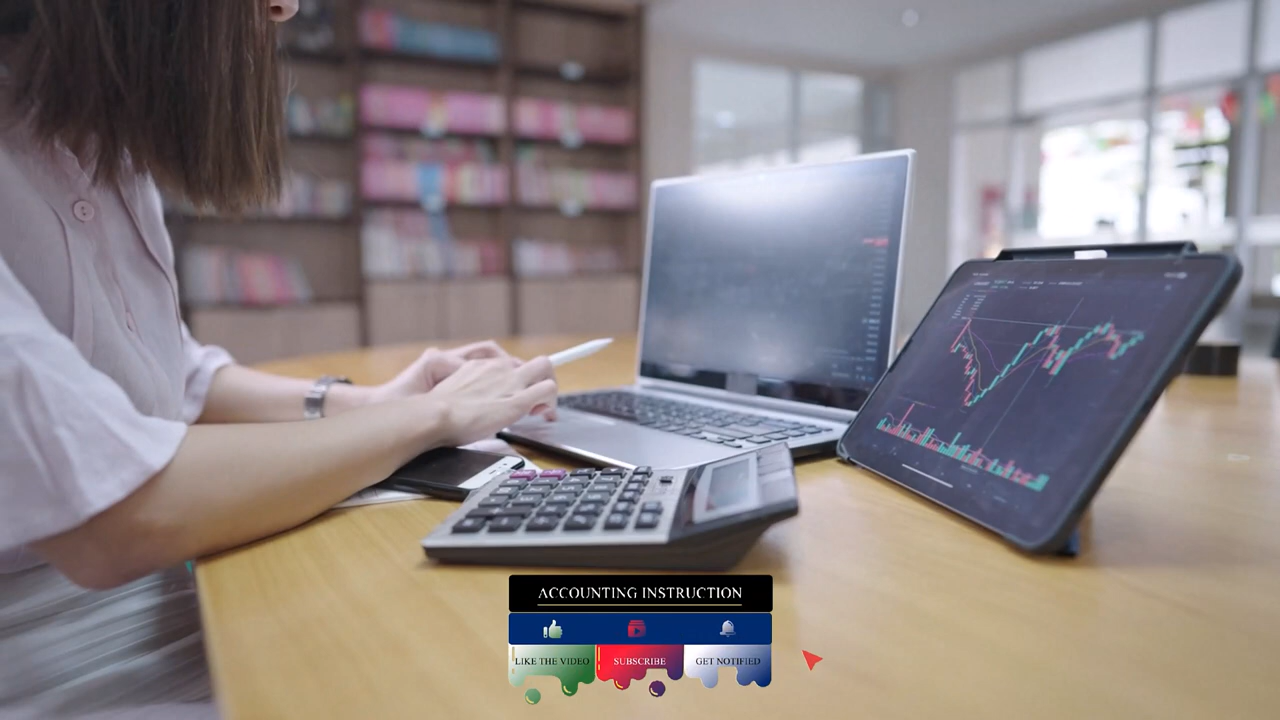 ACCOUNTING INSTRUCTION
LIKE THE VIDEO
SUBSCRIBE
GET NOTIFIED